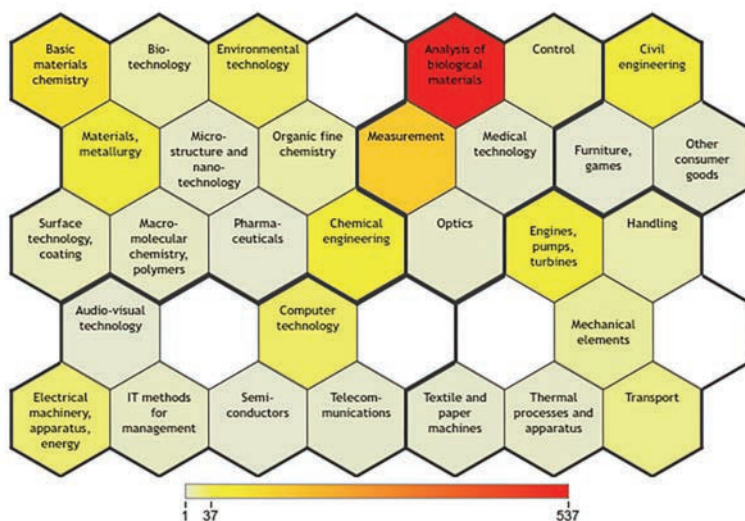 Basic
materials
chemistry
Bio-
technology
Environmental
technology
Analysis of
biological
materials
Control
Civil
engineering
Materials,
metallurgy
Micro-
structure and
nano-
technology
Organic fine
chemistry
Measurement
Medical
technology
Furniture,
games
Other
consumer
goods
Surface
technology,
coating
Macro-
molecular
chemistry,
polymers
Pharma-
ceuticals
Chemical
engineering
Optics
Engines,
pumps,
turbines
Handling
Audio-visual
technology
Computer
technology
Mechanical
elements
Electrical
machinery,
apparatus,
energy
IT methods
for
management
Semi-
conductors
Telecom-
munications
Textile and
paper
machines
Thermal
processes and
apparatus
Transport
1 37 537